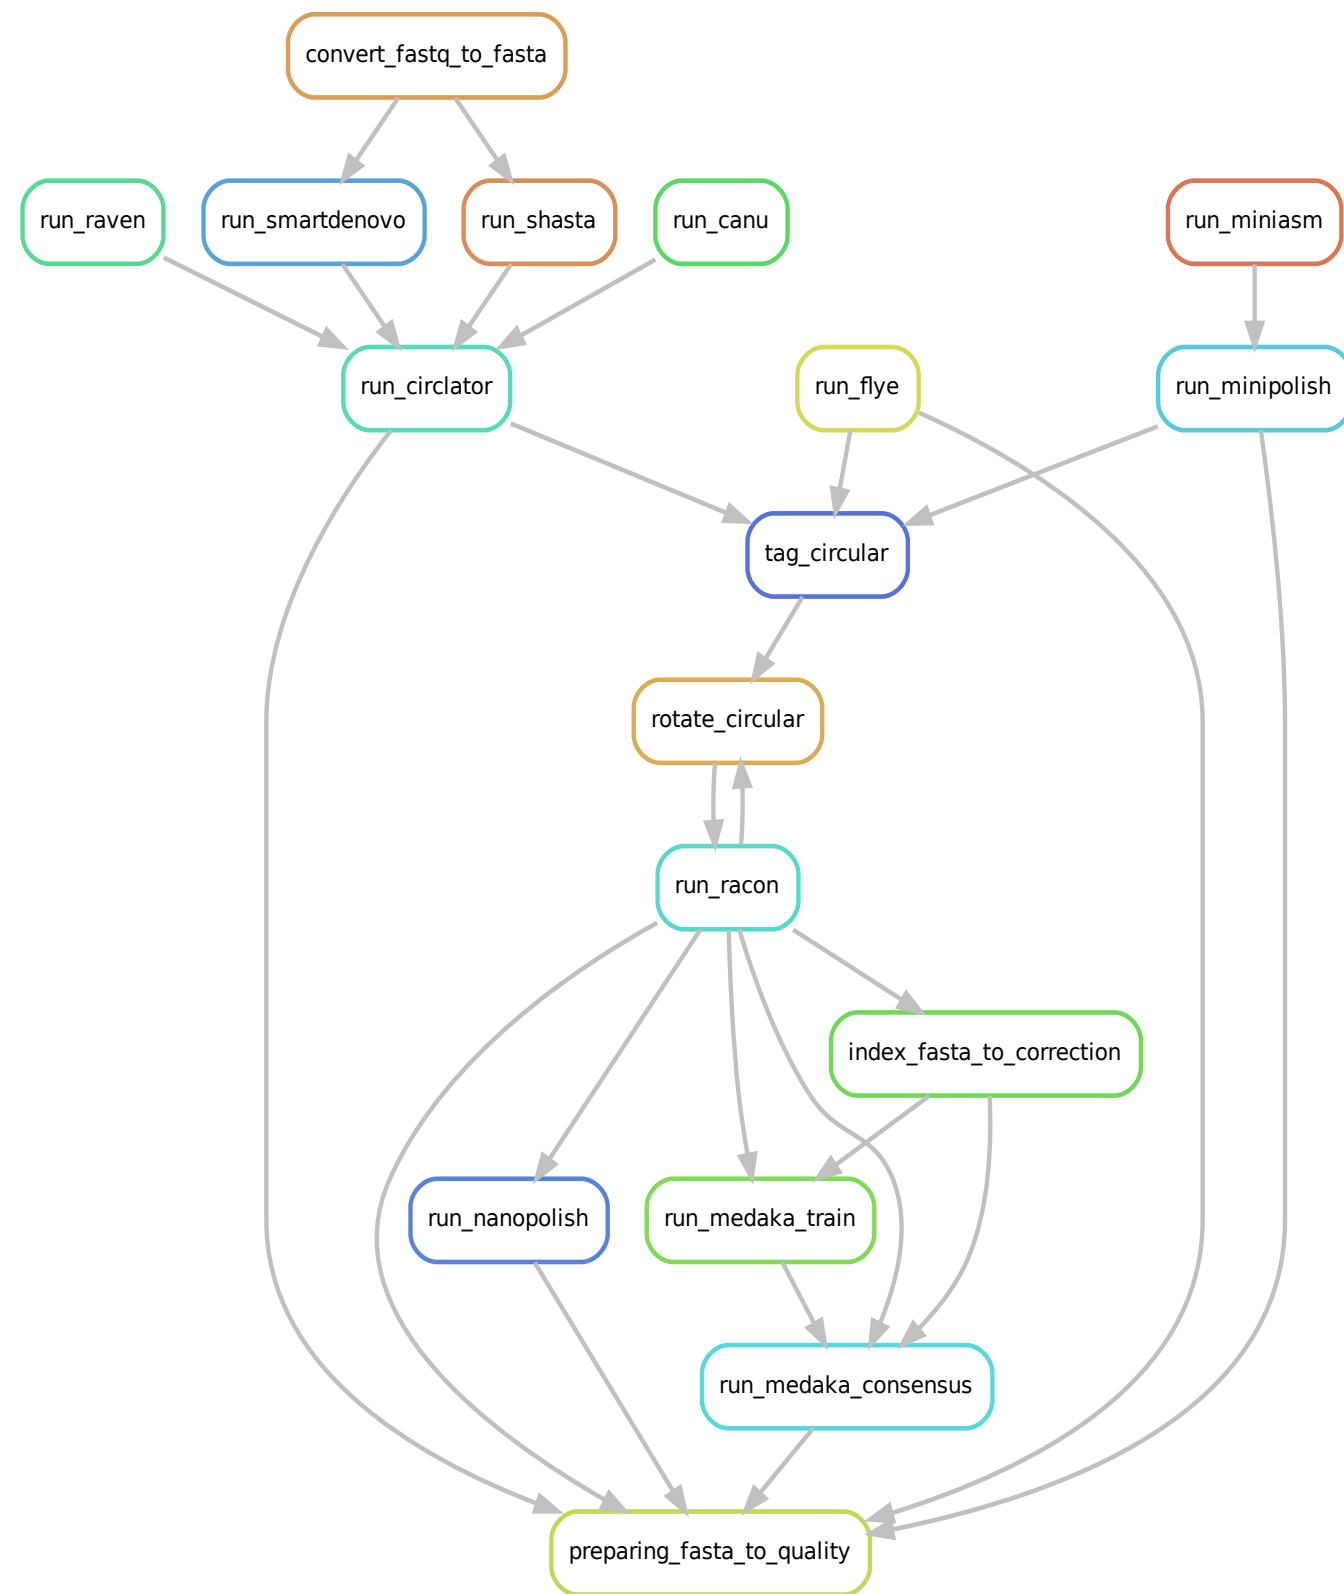 convert_fastq_to_fasta
run_raven
run_smartdenovo
run_shasta
run_canu
run_miniasm
run_circlator
run_flye
run_minipolish
tag_circular
rotate_circular
run_racon
index_fasta_to_correction
run_nanopolish
run_medaka_train
run_medaka_consensus
preparing_fasta_to_quality